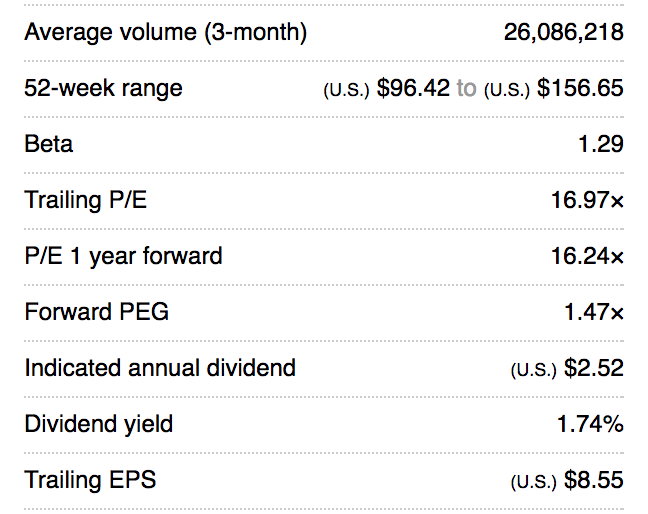 Average volume (3-month) 26,086,218
52-week range (U.S.) $96.42 to (U.S.) $156.65
Beta 1.29
Trailing P/E 16.97×
P/E 1 year forward 16.24×
Forward PEG 1.47×
Indicated annual dividend (U.S.) $2.52
Dividend yield 1.74%
Trailing EPS (U.S.) $8.55